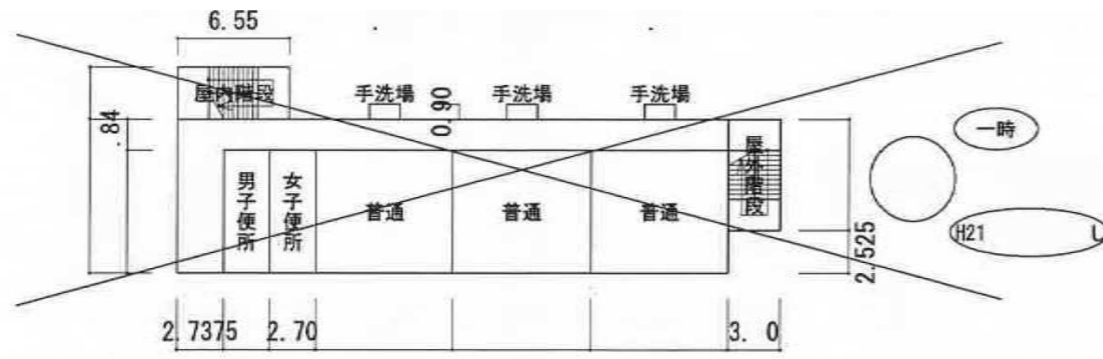 6.55
屋内階段
手洗場
手洗場
手洗場
.84
0.90
一時
屋外階段
男子便所
女子便所
普通
普通
普通
H21
2.525
2.7375
2.70
3.0